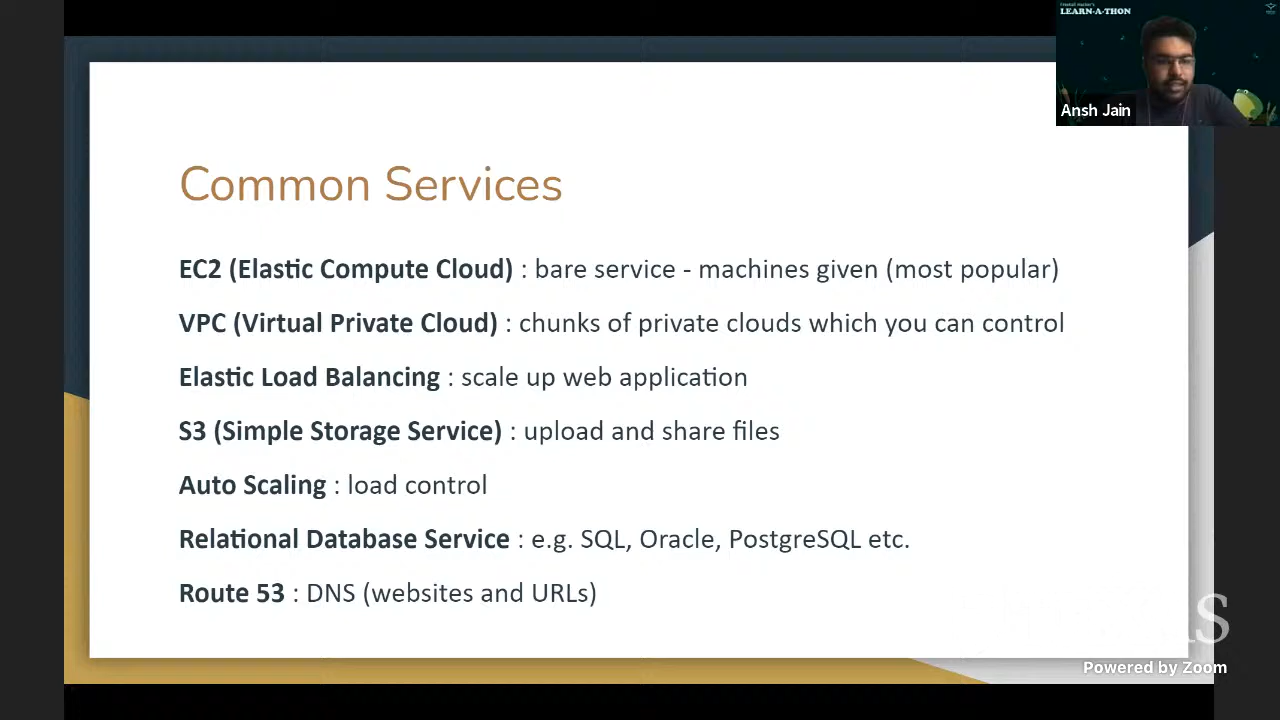 LEARN-A-THON
Ansh Jain
Common Services
EC2 (Elastic Compute Cloud) : bare service - machines given (most popular)
VPC (Virtual Private Cloud) : chunks of private clouds which you can control
Elastic Load Balancing : scale up web application
S3 (Simple Storage Service) : upload and share files
Auto Scaling : load control
Relational Database Service : e.g. SQL, Oracle, PostgreSQL etc.
Route 53 : DNS (websites and URLs)
Powered by Zoom